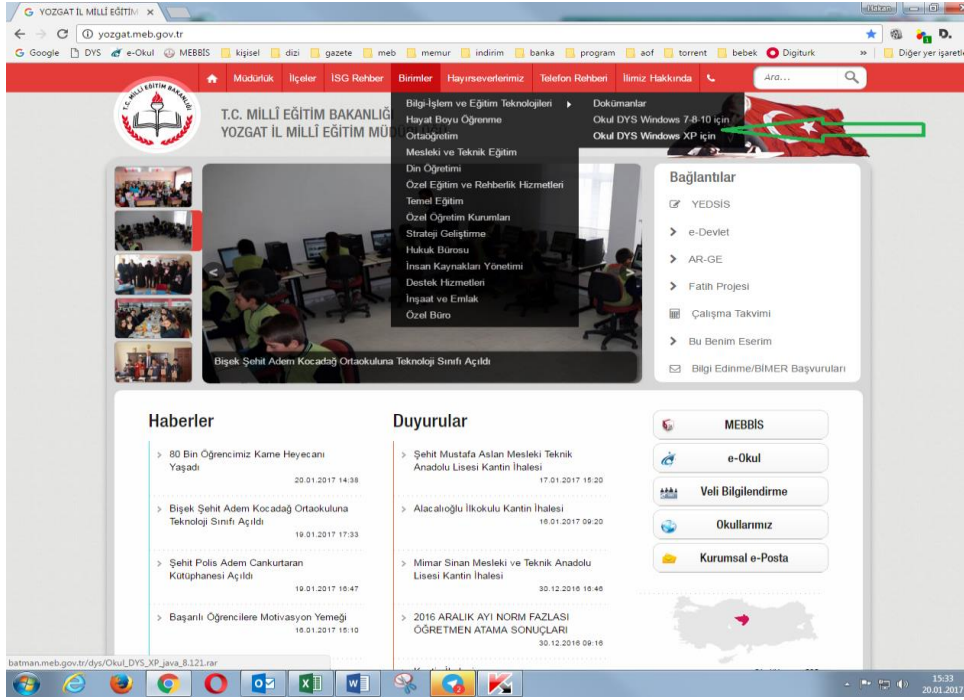 YOZGAT İL MİLLİ EĞİTİM
Hakan
yozgat.meb.gov.tr
Google
DYS
e-Okul
MEBBİS
kişisel
dizi
gazete
meb
memur
indirim
banka
program
aof
torrent
bebek
Digiturk
»
Diğer yer işaretle
Müdürlük
İlçeler
İSG Rehber
Birimler
Hayırseverlerimiz
Telefon Rehberi
İlimiz Hakkında
Ara...
T.C. MİLLÎ EĞİTİM BAKANLIĞI
YOZGAT İL MİLLÎ EĞİTİM
Bilgi-İşlem ve Eğitim Teknolojileri
Hayat Boyu Öğrenme
Ortaöğretim
Mesleki ve Teknik Eğitim
Din Öğretimi
Özel Eğitim ve Rehberlik Hizmetleri
Temel Eğitim
Özel Öğretim Kurumları
Strateji Geliştirme
Hukuk Bürosu
İnsan Kaynakları Yönetimi
Destek Hizmetleri
İnşaat ve Emlak
Özel Büro
Dokümanlar
Okul DYS Windows 7-8-10 için
Okul DYS Windows XP için
Bişek Şehit Adem Kocadağ Ortaokuluna Teknoloji Sınıfı Açıldı
Bağlantılar
YEDSİS
e-Devlet
AR-GE
Fatih Projesi
Çalışma Takvimi
Bu Benim Eserim
Bilgi Edinme/BİMER Başvuruları
Haberler
80 Bin Öğrencimiz Karne Heyecanı
Yaşadı
20.01.2017 14:38
Bişek Şehit Adem Kocadağ Ortaokuluna
Teknoloji Sınıfı Açıldı
19.01.2017 17:33
Şehit Polis Adem Cankurtaran
Kütüphanesi Açıldı
19.01.2017 16:47
Başarılı Öğrencilere Motivasyon Yemeği
16.01.2017 15:10
Duyurular
Şehit Mustafa Aslan Mesleki Teknik
Anadolu Lisesi Kantin İhalesi
17.01.2017 15:20
Alacalıoğlu İlkokulu Kantin İhalesi
16.01.2017 09:20
Mimar Sinan Mesleki ve Teknik Anadolu
Lisesi Kantin İhalesi
30.12.2016 16:46
2016 ARALIK AYI NORM FAZLASI
ÖĞRETMEN ATAMA SONUÇLARI
30.12.2016 09:16
MEBBİS
e-Okul
Veli Bilgilendirme
Okullarımız
Kurumsal e-Posta
batman.meb.gov.tr/dys/Okul_DYS_XP_java_8.121.rar
15:33
20.01.2017